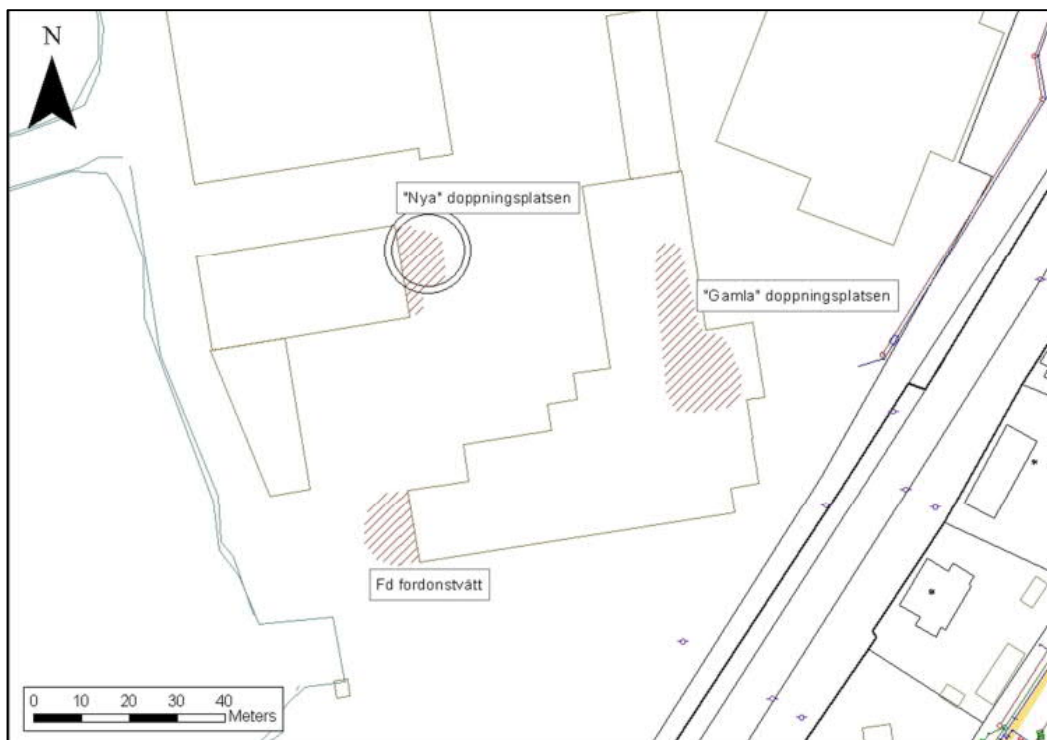 N
"Nya" doppningsplatsen
"Gamla" doppningsplatsen
Fd fordonstvätt
0 10 20 30 40
Meters